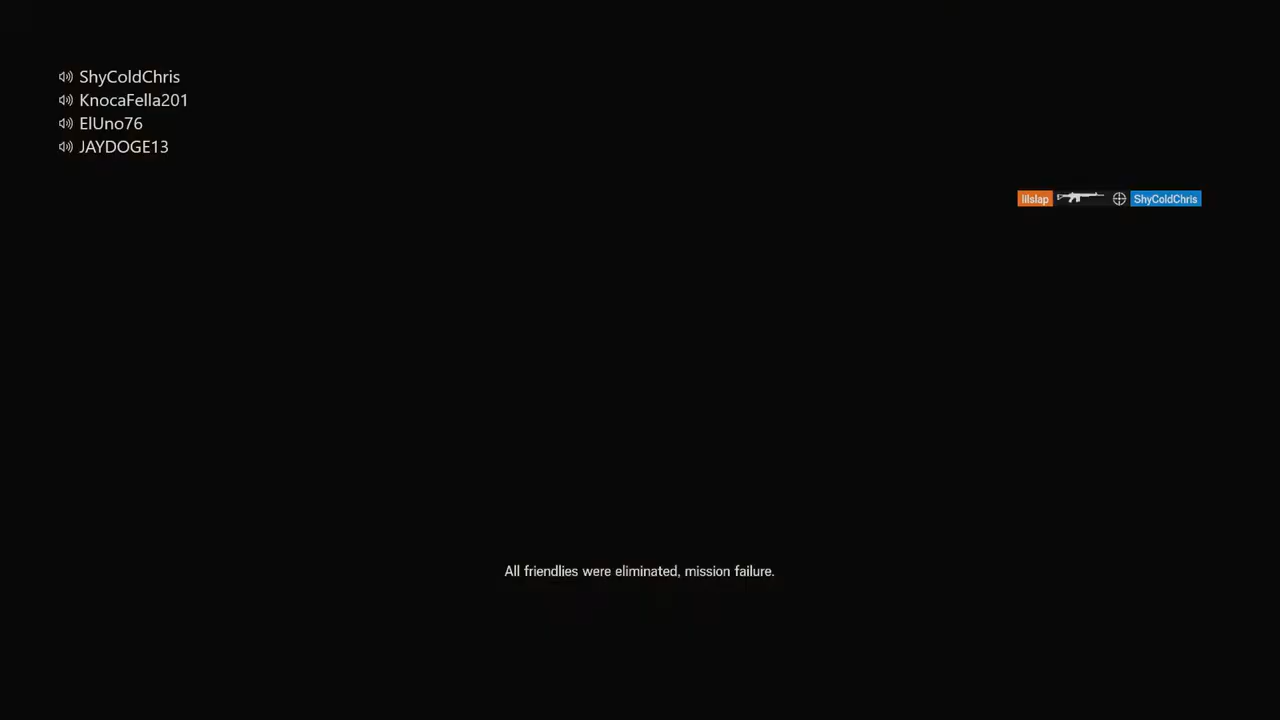 ShyColdChris
KnocaFella201
ElUno76
JAYDOGE13
lilslap ShyColdChris
All friendlies were eliminated, mission failure.